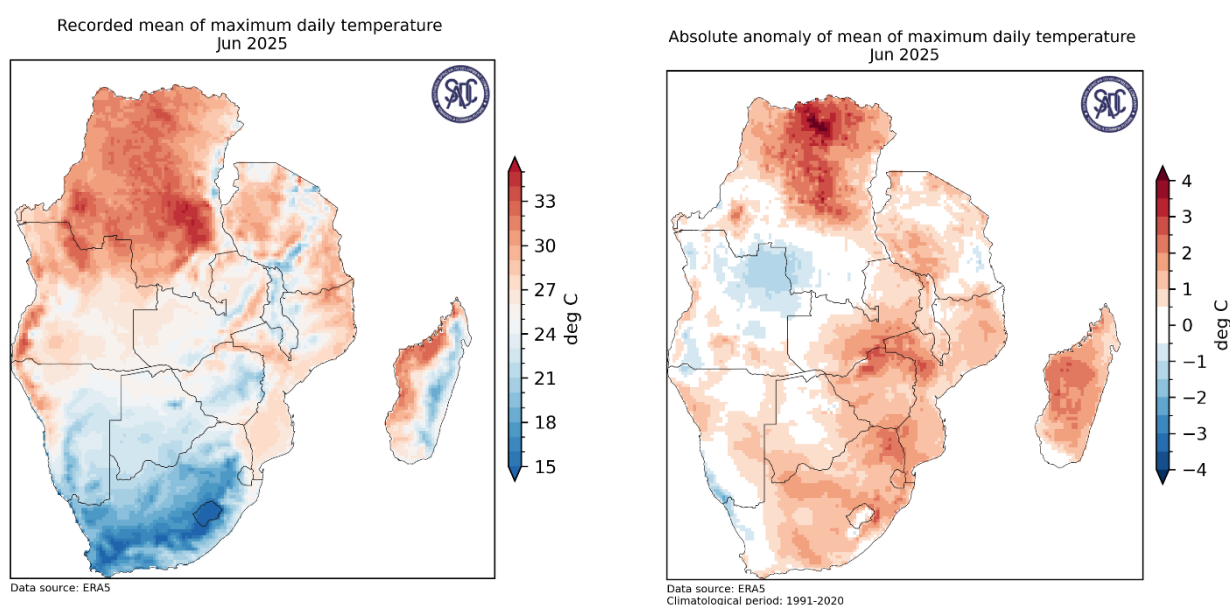 Recorded mean of maximum daily temperature
Jun 2025
SADC
33
30
27
24
21
18
15
deg C
Data source: ERA5
Absolute anomaly of mean of maximum daily temperature
Jun 2025
SADC
4
3
2
1
0
−1
−2
−3
−4
deg C
Data source: ERA5
Climatological period: 1991-2020